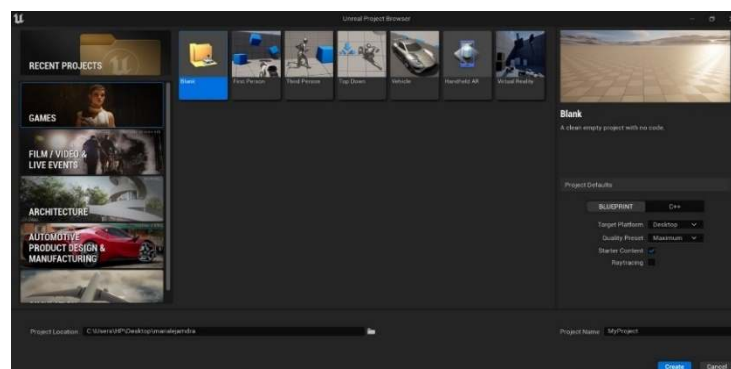 Unreal Project Browser
RECENT PROJECTS
GAMES
FILM / VIDEO &
LIVE EVENTS
ARCHITECTURE
AUTOMOTIVE
PRODUCT DESIGN &
MANUFACTURING
Blank
First Person
Third Person
Top Down
Vehicle
Handheld AR
Virtual Reality
Blank
A clean empty project with no code.
Project Defaults
BLUEPRINT C++
Target Platform Desktop
Quality Preset Maximum
Starter Content
Raytracing
Project Location
Project Name MyProject
Create Cancel